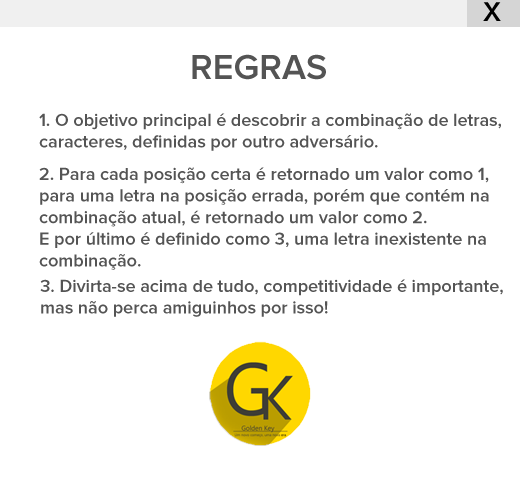 X
REGRAS
1. O objetivo principal é descobrir a combinação de letras,
caracteres, definidas por outro adversário.
2. Para cada posição certa é retornado um valor como 1,
para uma letra na posição errada, porém que contém na
combinação atual, é retornado um valor como 2.
E por último é definido como 3, uma letra inexistente na
combinação.
3. Divirta-se acima de tudo, competitividade é importante,
mas não perca amiguinhos por isso!
GK
Golden Key